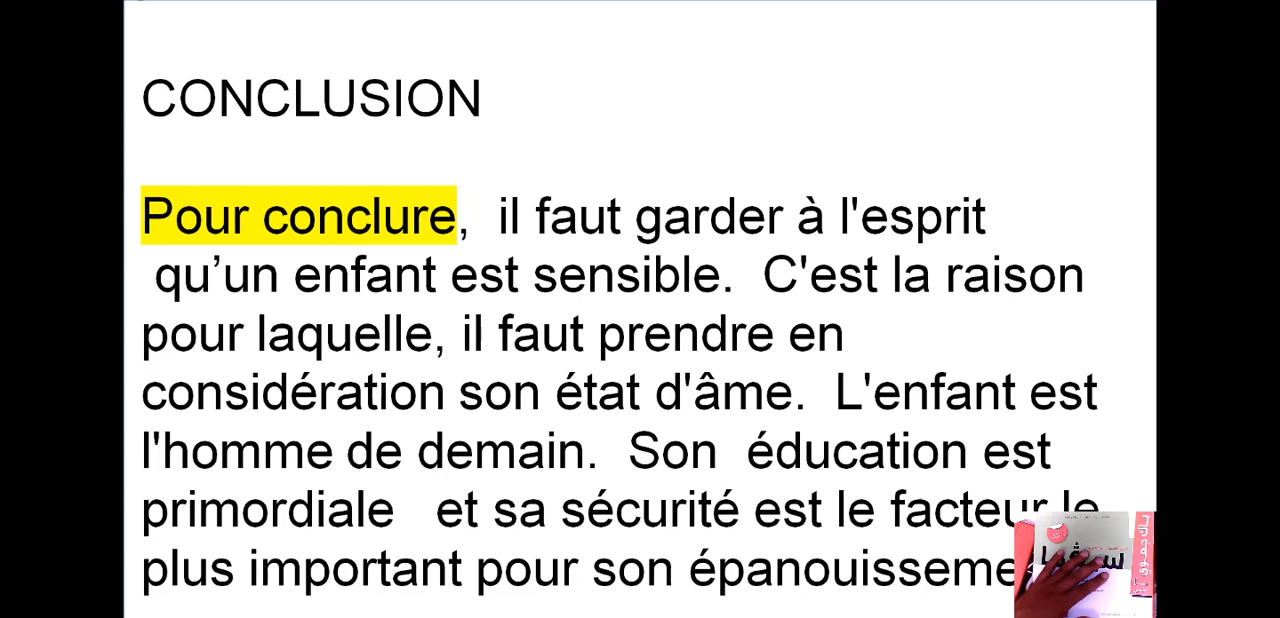 CONCLUSION
Pour conclure, il faut garder à l'esprit
qu’un enfant est sensible. C'est la raison
pour laquelle, il faut prendre en
considération son état d'âme. L'enfant est
l'homme de demain. Son éducation est
primordiale et sa sécurité est le facteur le
plus important pour son